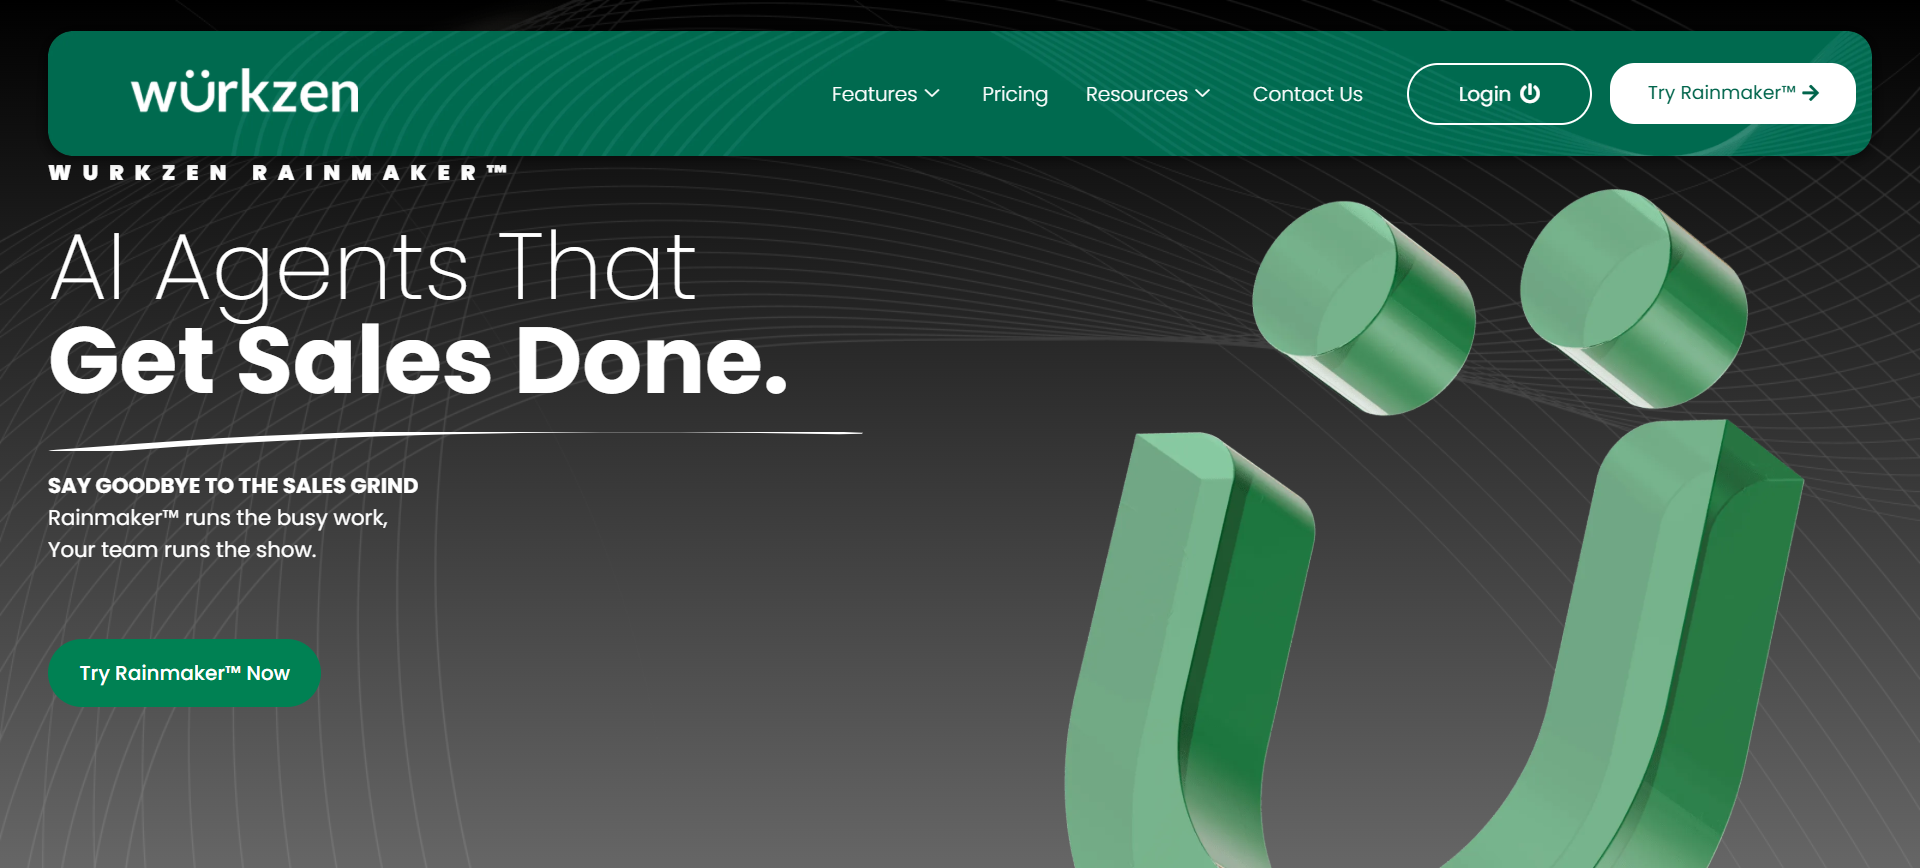 würkzen
Features
Pricing
Resources
Contact Us
Login
Try Rainmaker™
WURKZEN RAINMAKER™
AI Agents That
Get Sales Done.
SAY GOODBYE TO THE SALES GRIND
Rainmaker™ runs the busy work,
Your team runs the show.
Try Rainmaker™ Now
ü